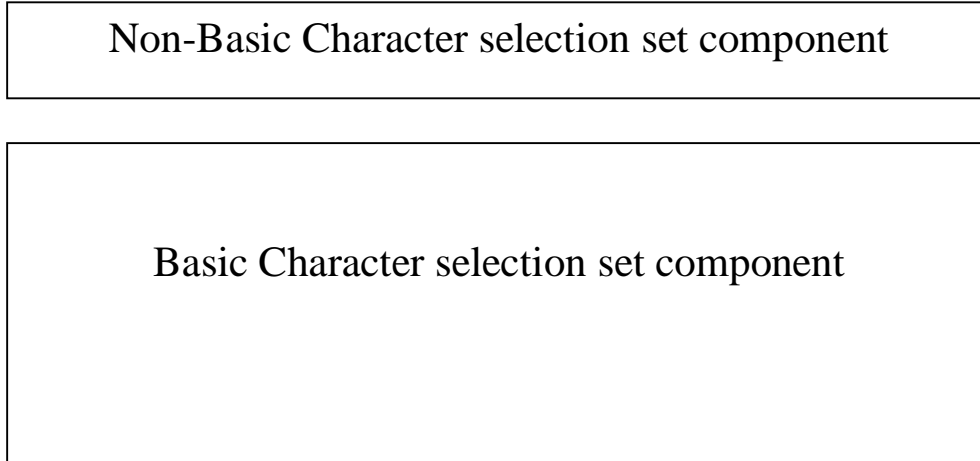 Non-Basic Character selection set component
Basic Character selection set component